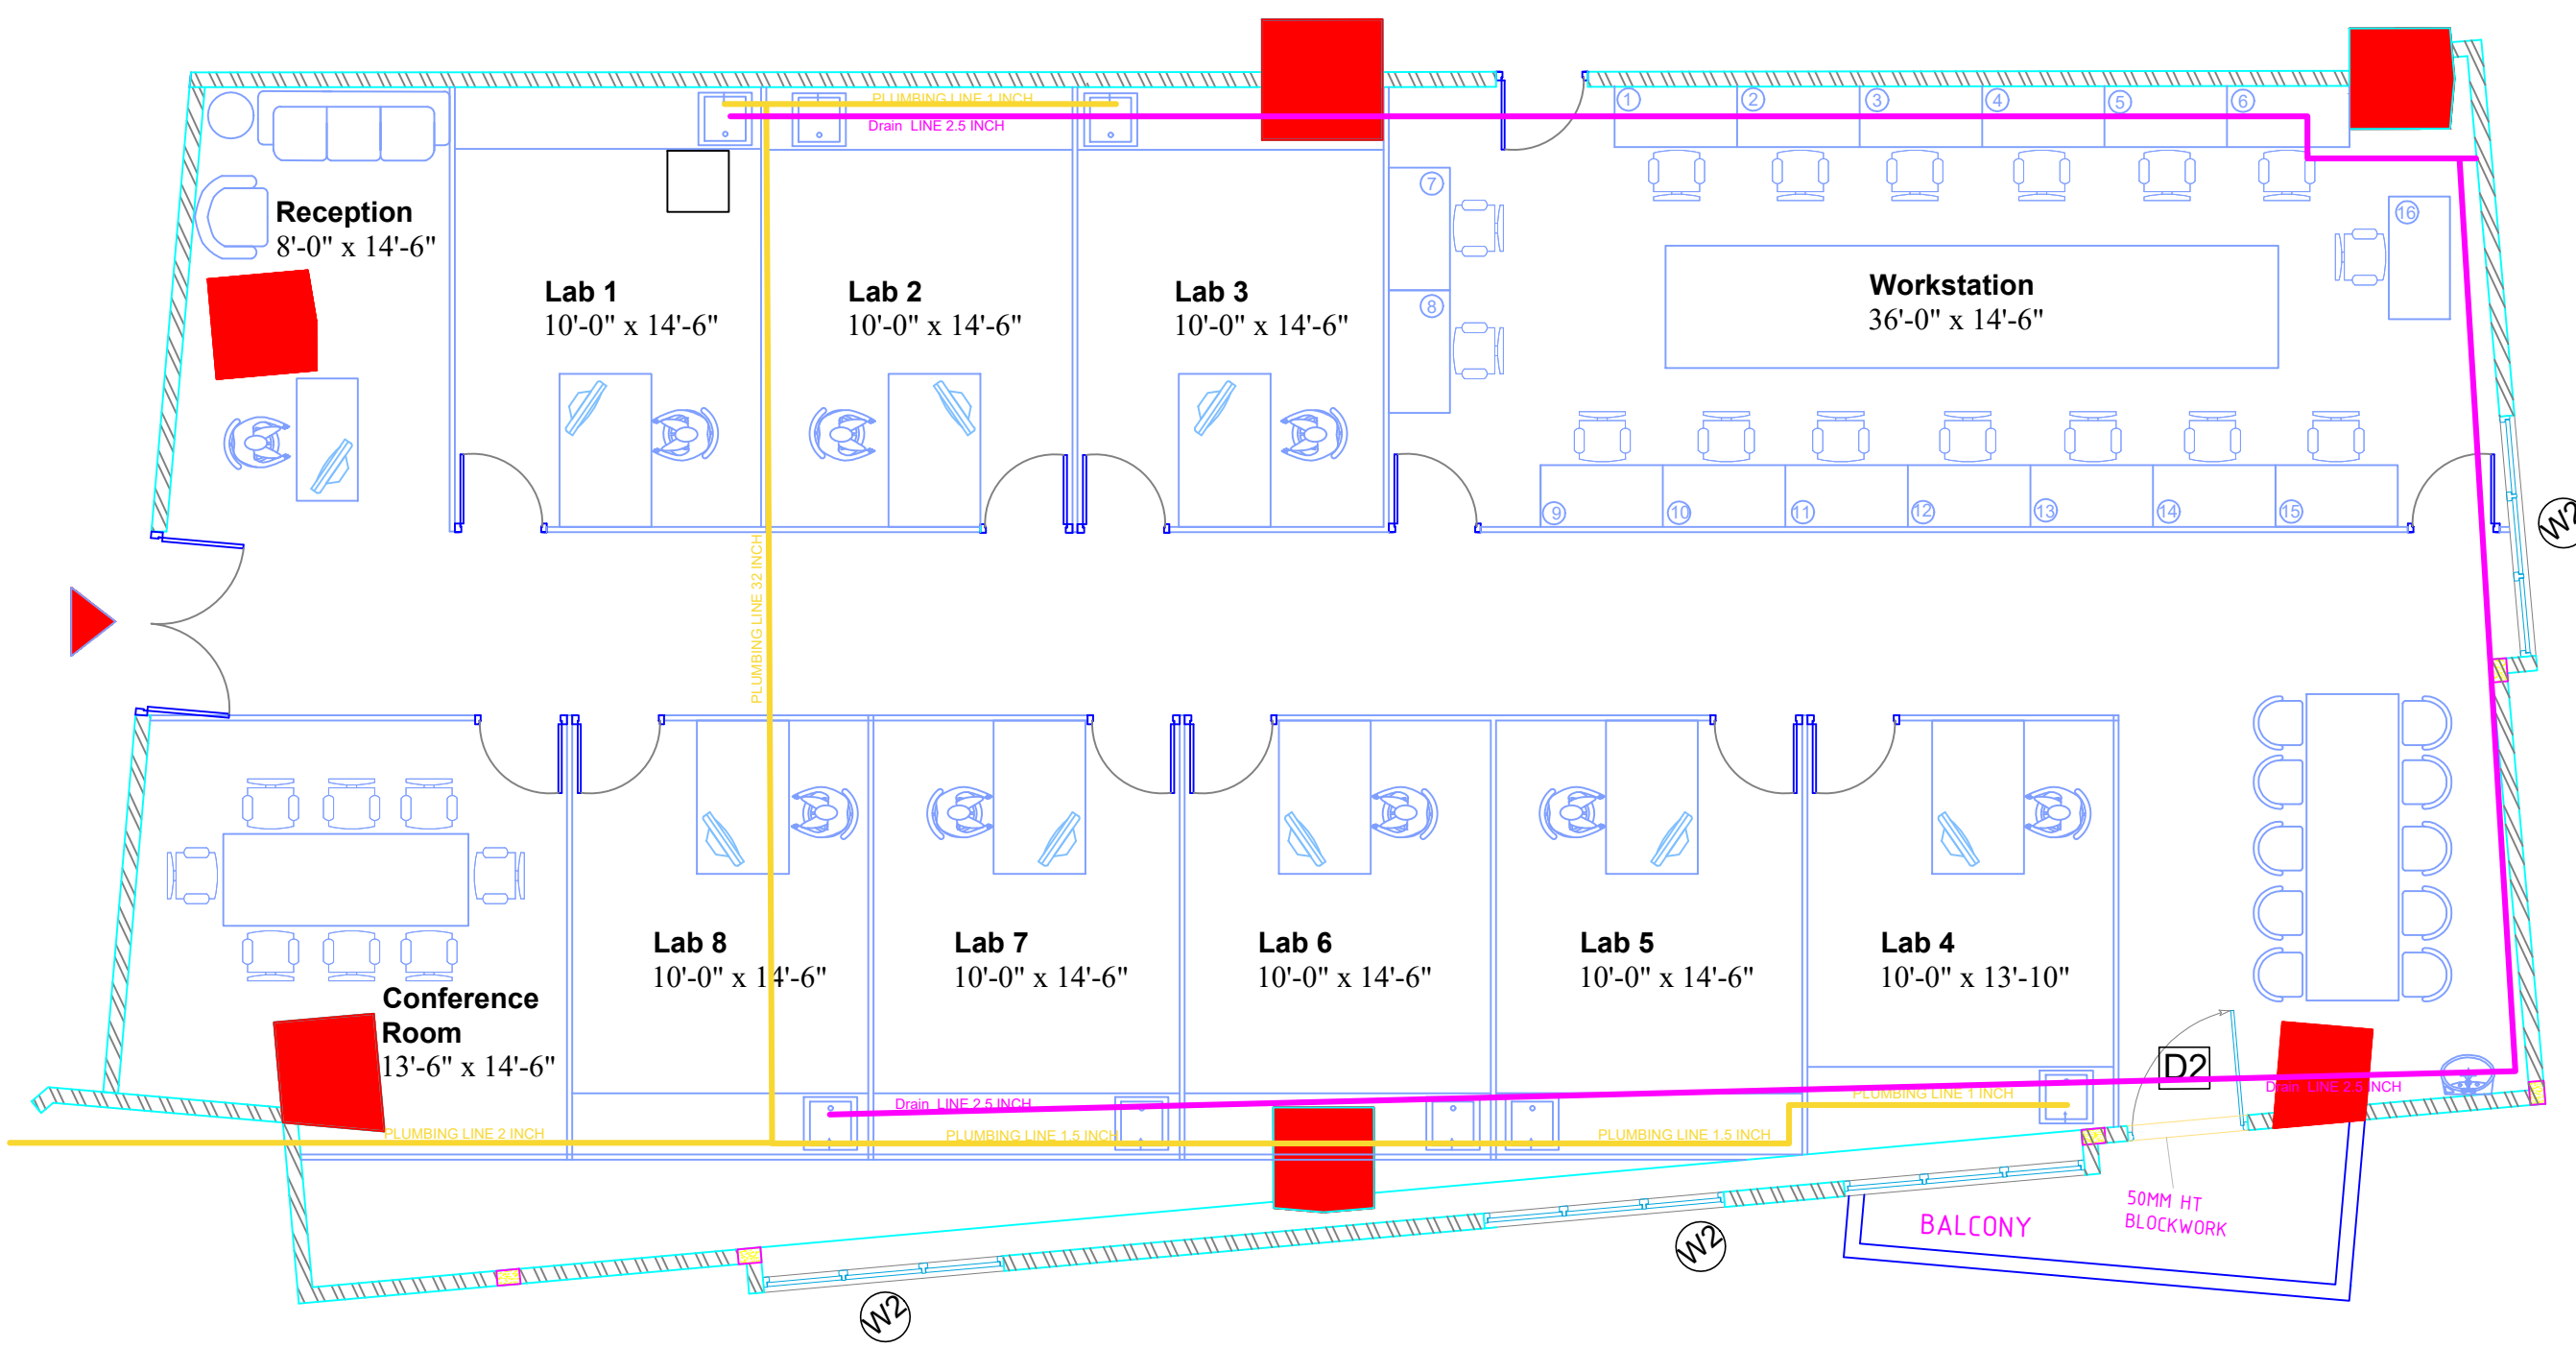 PLUMBING LINE 1 INCH
Drain  LINE 2.5 INCH
1
2
3
4
5
6
7
8
16
Reception
8'-0" x 14'-6"
Lab 1
10'-0" x 14'-6"
Lab 2
10'-0" x 14'-6"
Lab 3
10'-0" x 14'-6"
Workstation
36'-0" x 14'-6"
9
10
11
12
13
14
15
W2
PLUMBING LINE 32 INCH
Lab 8
10'-0" x 14'-6"
Lab 7
10'-0" x 14'-6"
Lab 6
10'-0" x 14'-6"
Lab 5
10'-0" x 14'-6"
Lab 4
10'-0" x 13'-10"
Conference
Room
13'-6" x 14'-6"
D2
Drain  LINE 2.5 INCH
Drain  LINE 2.5 INCH
PLUMBING LINE 1 INCH
PLUMBING LINE 2 INCH
PLUMBING LINE 1.5 INCH
PLUMBING LINE 1.5 INCH
50MM HT
BLOCKWORK
BALCONY
W2
W2